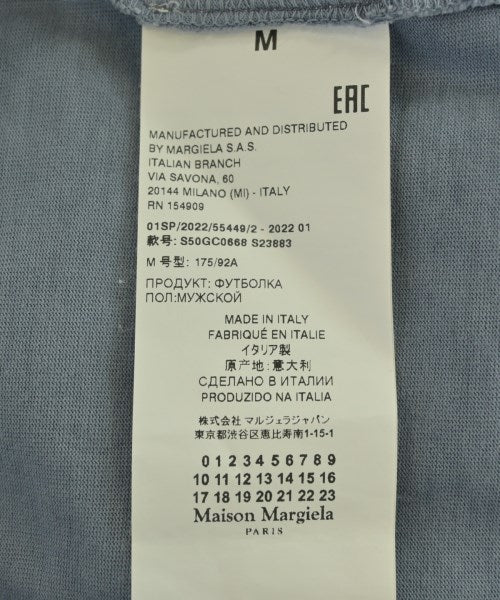 M
EAC
MANUFACTURED AND DISTRIBUTED
BY MARGIELA S.A.S.
ITALIAN BRANCH
VIA SAVONA, 60
20144 MILANO (MI) - ITALY
RN 154909
01SP/2022/55449/2 - 2022 01
款号: S50GC0668 S23883
M 号型: 175/92A
ПРОДУКТ: ФУТБОЛКА
ПОЛ:МУЖСКОЙ
MADE IN ITALY
FABRIQUÉ EN ITALIE
イタリア製
原产地:意大利
СДЕЛАНО В ИТАЛИИ
PRODUZIDO NA ITALIA
株式会社 マルジェラジャパン
東京都渋谷区恵比寿南1-15-1
0 1 2 3 4 5 6 7 8 9
10 11 12 13 14 15 16
17 18 19 20 21 22 23
Maison Margiela
PARIS